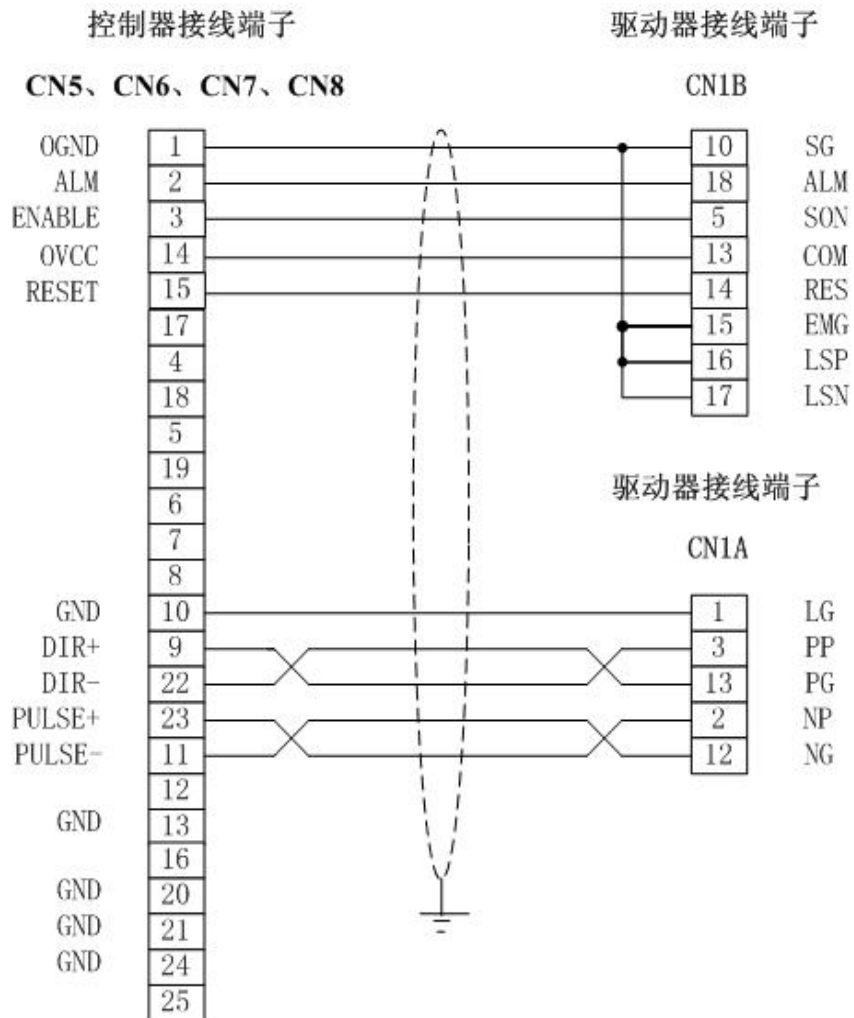 控制器接线端子 驱动器接线端子
CN5、CN6、CN7、CN8 CN1B
OGND 1 10 SG
ALM 2 18 ALM
ENABLE 3 5 SON
OVCC 14 13 COM
RESET 15 14 RES
17 15 EMG
4 16 LSP
18 17 LSN
5
19 驱动器接线端子
6
7 CN1A
8
GND 10 1 LG
DIR+ 9 3 PP
DIR- 22 13 PG
PULSE+ 23 2 NP
PULSE- 11 12 NG
12
GND 13
16
GND 20
GND 21
GND 24
25